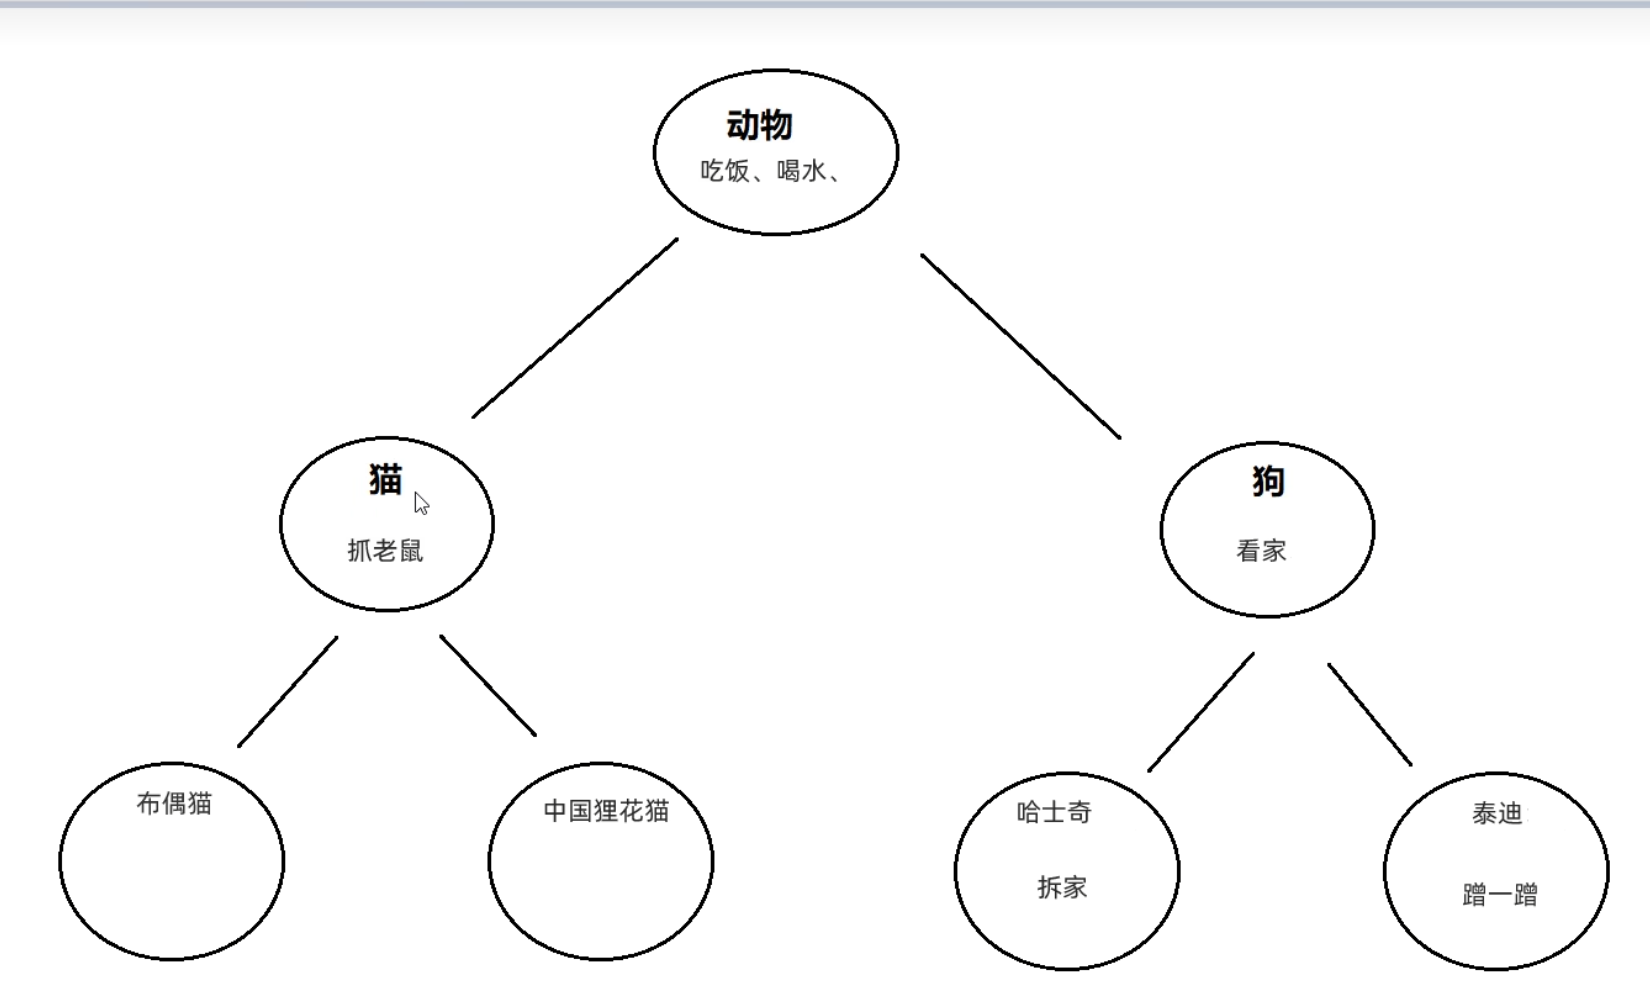 动物
吃饭、喝水、
猫
抓老鼠
狗
看家
布偶猫
中国狸花猫
哈士奇
拆家
泰迪
蹭一蹭